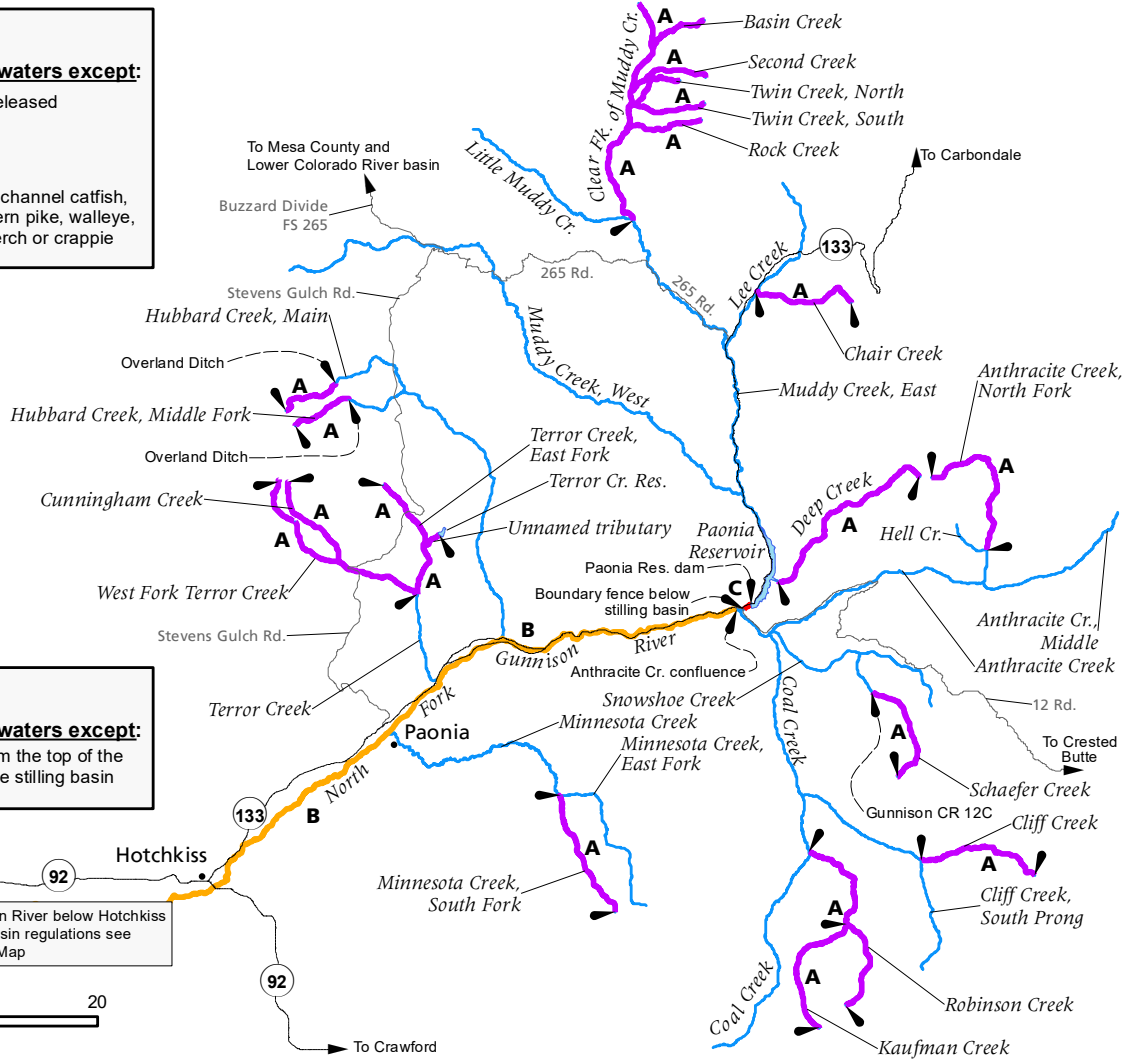 waters except:
eleased
channel catfish,
ern pike, walleye,
erch or crappie
Clear Fk. of Muddy Cr.
A
Basin Creek
A
Second Creek
Twin Creek, North
A
Twin Creek, South
A
Rock Creek
A
To Carbondale
To Mesa County and
Lower Colorado River basin
Little Muddy Cr.
Buzzard Divide
FS 265
265 Rd.
265 Rd.
Lee Creek
133
A
Chair Creek
Stevens Gulch Rd.
Hubbard Creek, Main
Overland Ditch
A
Hubbard Creek, Middle Fork
A
Overland Ditch
Muddy Creek, West
Muddy Creek, East
Anthracite Creek,
North Fork
A
Terror Creek,
East Fork
Terror Cr. Res.
Unnamed tributary
Cunningham Creek
A
A
A
A
West Fork Terror Creek
Stevens Gulch Rd.
Terror Creek
Deep Creek
A
Hell Cr.
Paonia
Reservoir
Paonia Res. dam
Boundary fence below
stilling basin
C
Anthracite Cr. confluence
Anthracite Cr.,
Middle
Anthracite Creek
B
Gunnison
River
Fork
North
B
Snowshoe Creek
Coal Creek
12 Rd.
To Crested
Butte
A
Schaefer Creek
Gunnison CR 12C
Paonia
Minnesota Creek
Minnesota Creek,
East Fork
A
Minnesota Creek,
South Fork
waters except:
m the top of the
e stilling basin
133
Hotchkiss
92
n River below Hotchkiss
sin regulations see
Map
20
92
To Crawford
Cliff Creek
A
Cliff Creek,
South Prong
A
A
Robinson Creek
Coal Creek
Kaufman Creek